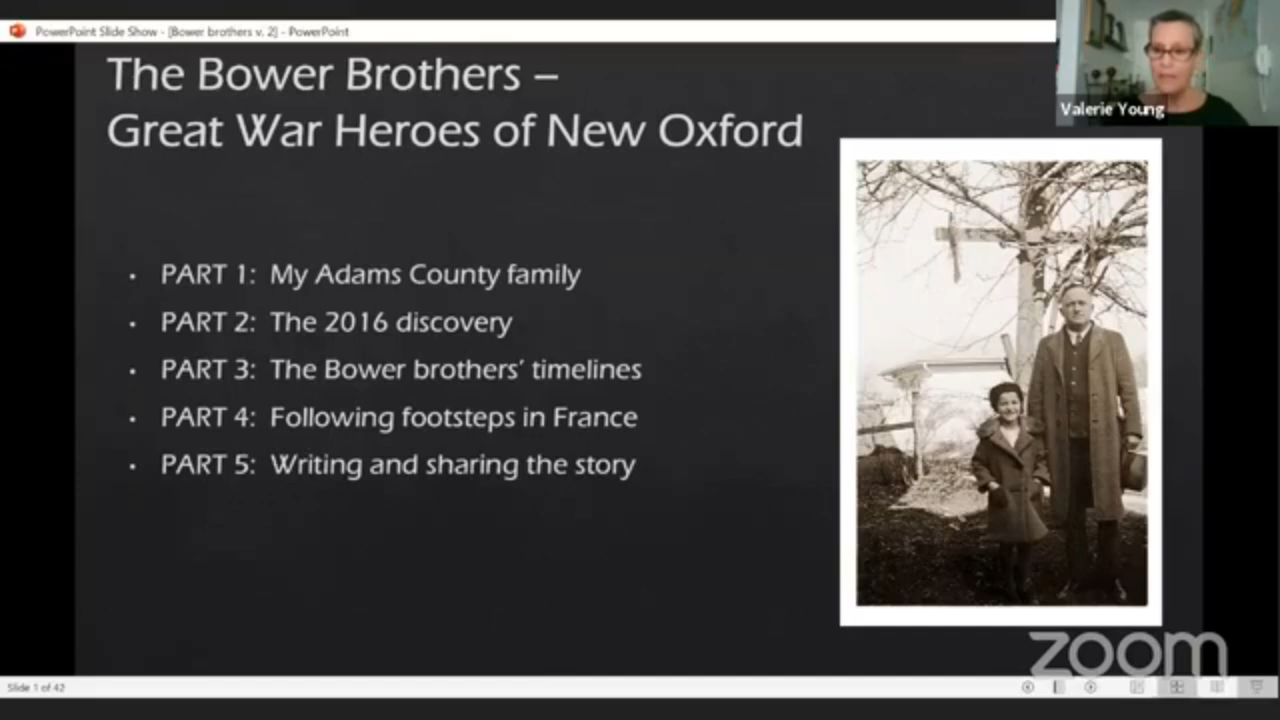 PowerPoint Slide Show - [Bower brothers v. 2] - PowerPoint
Valerie Young
The Bower Brothers –
Great War Heroes of New Oxford
• PART 1: My Adams County family
• PART 2: The 2016 discovery
• PART 3: The Bower brothers’ timelines
• PART 4: Following footsteps in France
• PART 5: Writing and sharing the story
zoom
Slide 1 of 42